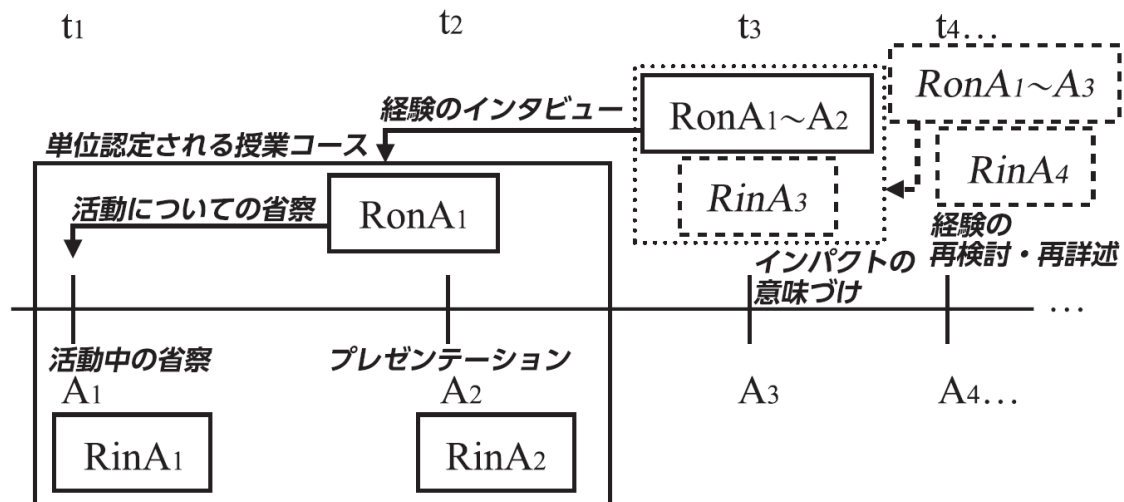 t1
t2
t3
t4…
RonA1~A3
経験のインタビュー
RonA1~A2
単位認定される授業コース
RinA4
活動についての省察
RonA1
RinA3
経験の
再検討・再詳述
インパクトの
意味づけ
…
活動中の省察
プレゼンテーション
A1
A2
A3
A4…
RinA1
RinA2